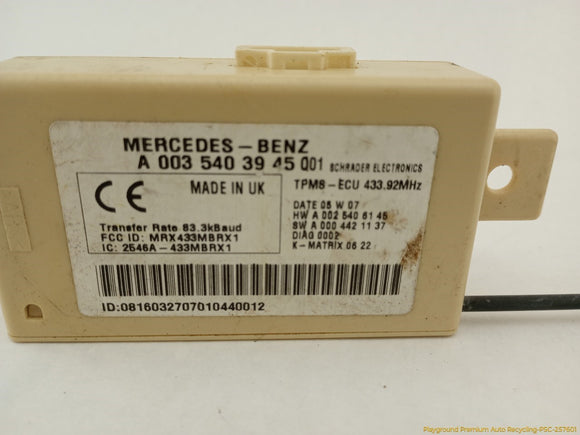 MERCEDES-BENZ
A 003 540 39 45 Q01 SCHRADER ELECTRONICS
CE MADE IN UK
Transfer Rate 83.3kBaud
FCC ID: MRX433MBRX1
IC: 2546A-433MBRX1
TPMS-ECU 433.92MHz
DATE 05 W 07
HW A 002 540 61 45
SW A 000 442 11 37
DIAG 0002
K-MATRIX 05 22
ID:0816032707010440012
Playground Premium Auto Recycling-PSC-257601